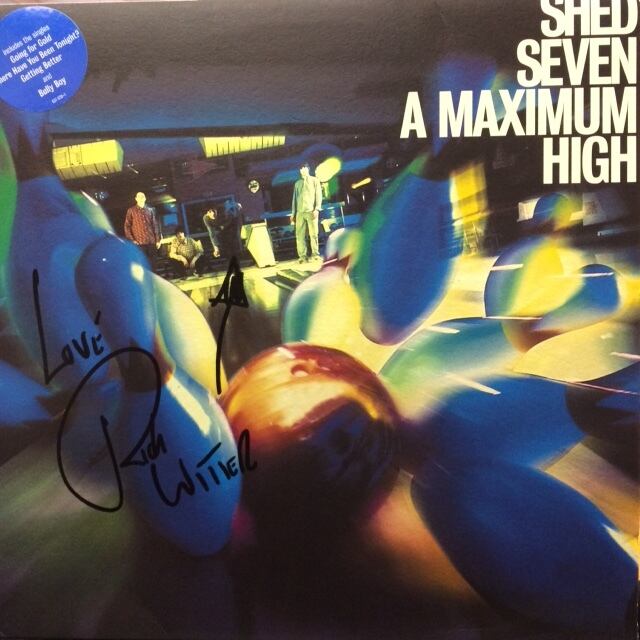 includes the singles
Going for Gold
ere Have You Been Tonight?
Getting Better
and
Bully Boy
SHED
SEVEN
A MAXIMUM
HIGH
LOVE
RICK
WITTER